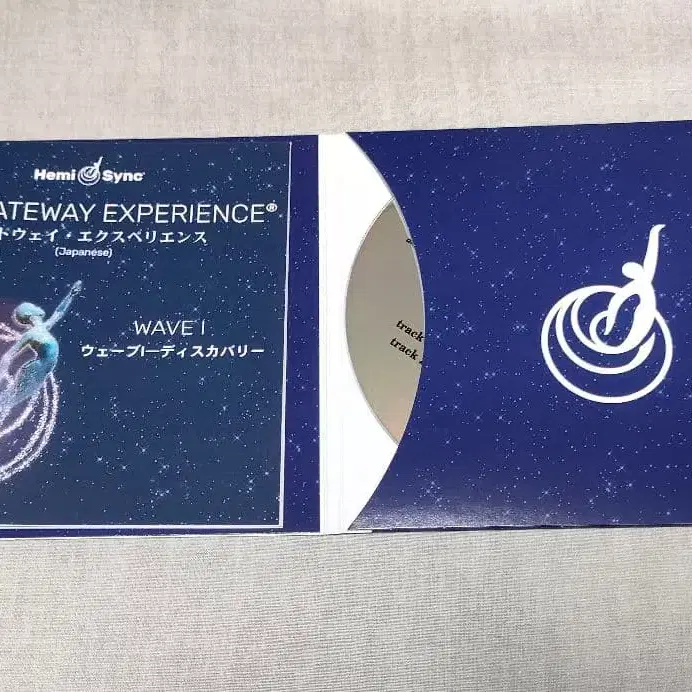 Hemi Sync®
ATEWAY EXPERIENCE®
ドウェイ・エクスペリエンス
(Japanese)
WAVE I
ウェーブI―ディスカバリー
track
track